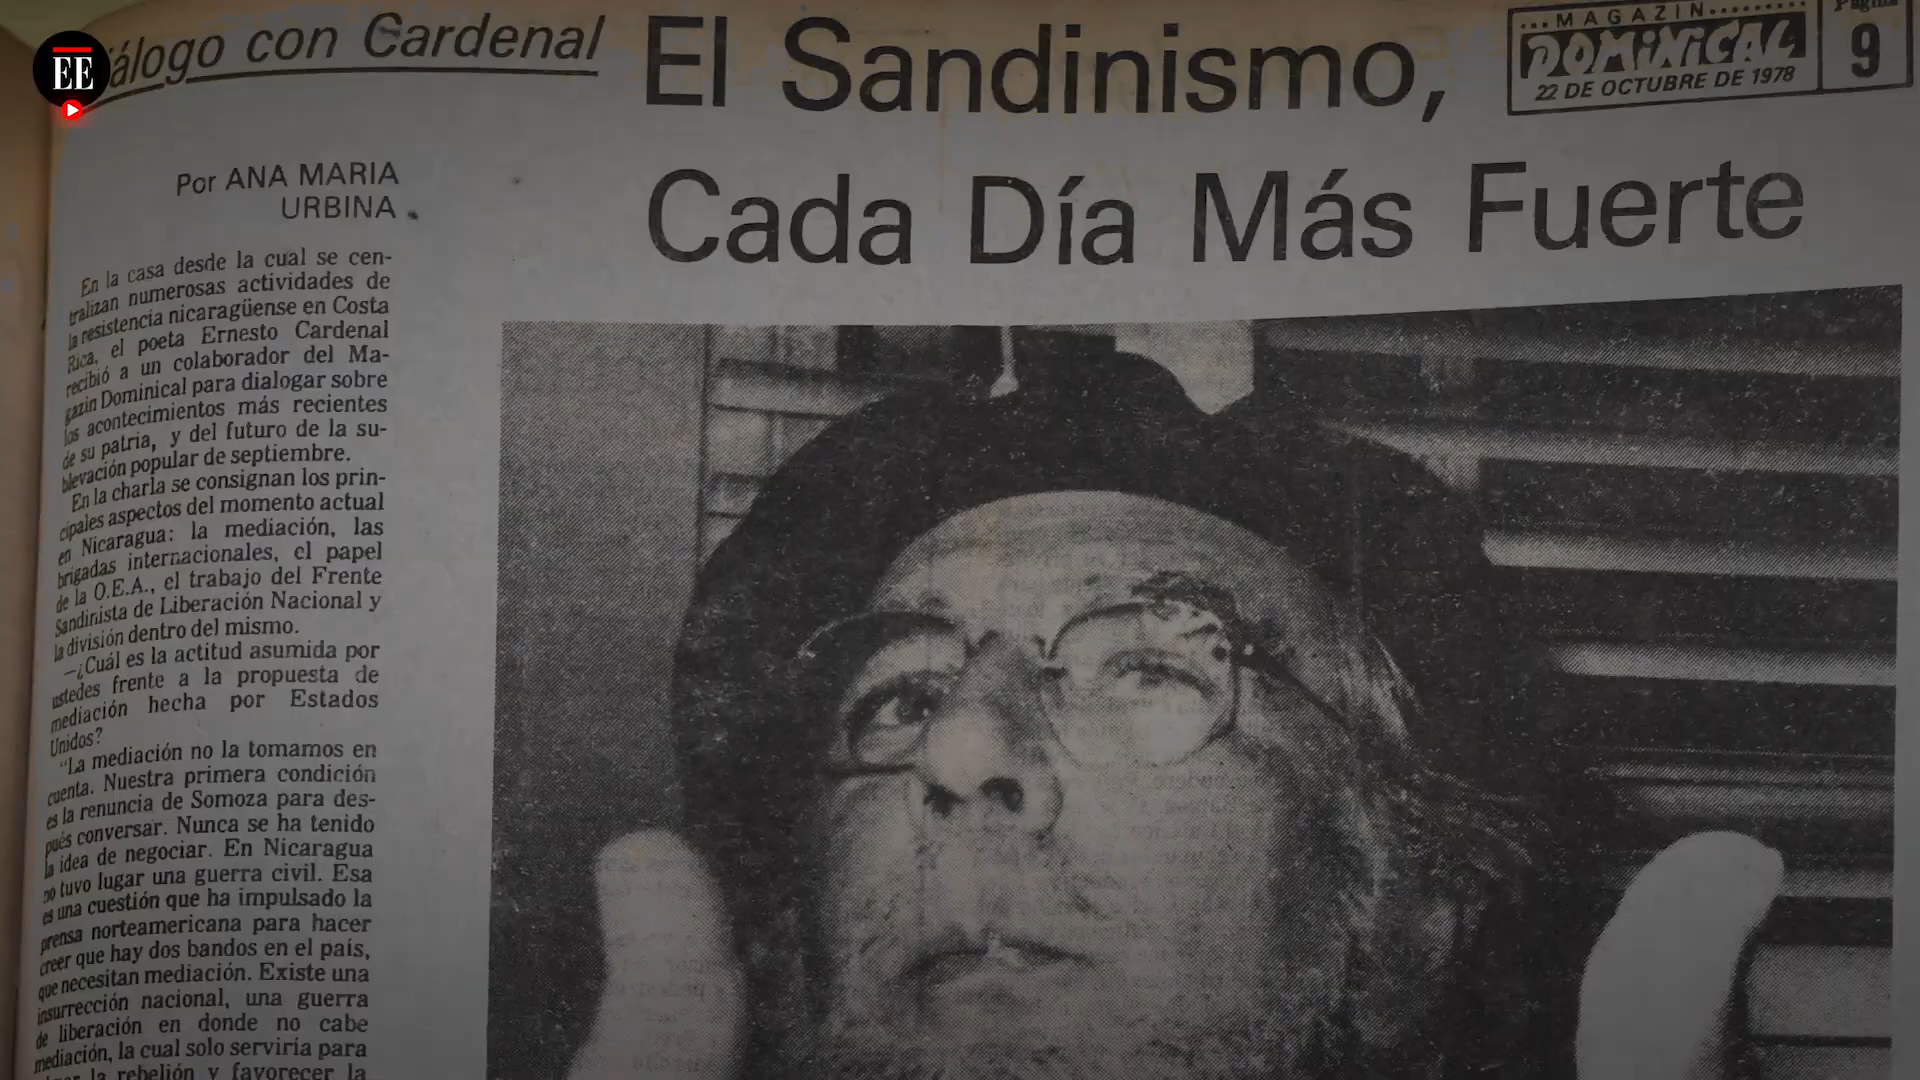 EE
iálogo con Cardenal
El Sandinismo,
Cada Día Más Fuerte
...MAGAZIN.........
DOMINICAL
22 DE OCTUBRE DE 1978
Página
9
Por ANA MARIA
URBINA
En la casa desde la cual se cen-
tralizan numerosas actividades de
la resistencia nicaragüense en Costa
Rica, el poeta Ernesto Cardenal
recibió a un colaborador del Ma-
gazin Dominical para dialogar sobre
los acontecimientos más recientes
de su patria, y del futuro de la su-
blevación popular de septiembre.
En la charla se consignan los prin-
cipales aspectos del momento actual
en Nicaragua: la mediación, las
brigadas internacionales, el papel
de la O.E.A., el trabajo del Frente
Sandinista de Liberación Nacional y
la división dentro del mismo.
—¿Cuál es la actitud asumida por
ustedes frente a la propuesta de
mediación hecha por Estados
Unidos?
“La mediación no la tomamos en
cuenta. Nuestra primera condición
es la renuncia de Somoza para des-
pués conversar. Nunca se ha tenido
la idea de negociar. En Nicaragua
no tuvo lugar una guerra civil. Esa
es una cuestión que ha impulsado la
prensa norteamericana para hacer
creer que hay dos bandos en el país,
que necesitan mediación. Existe una
insurrección nacional, una guerra
de liberación en donde no cabe
mediación, la cual solo serviría para
la rebelión y favorecer la